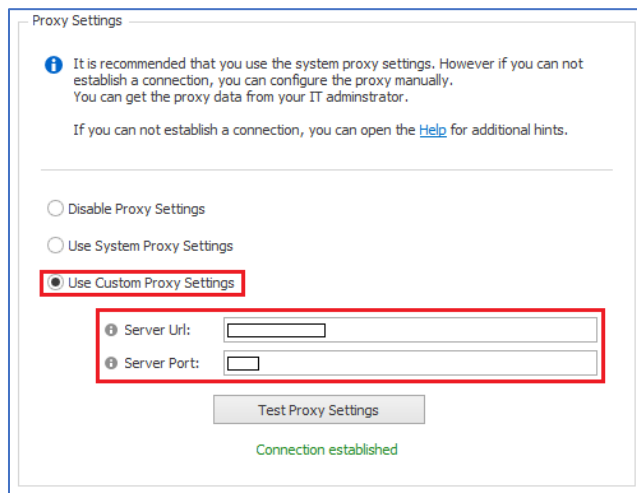 Proxy Settings
It is recommended that you use the system proxy settings. However if you can not
establish a connection, you can configure the proxy manually.
You can get the proxy data from your IT adminstrator.
If you can not establish a connection, you can open the Help for additional hints.
Disable Proxy Settings
Use System Proxy Settings
Use Custom Proxy Settings
Server Url:
Server Port:
Test Proxy Settings
Connection established